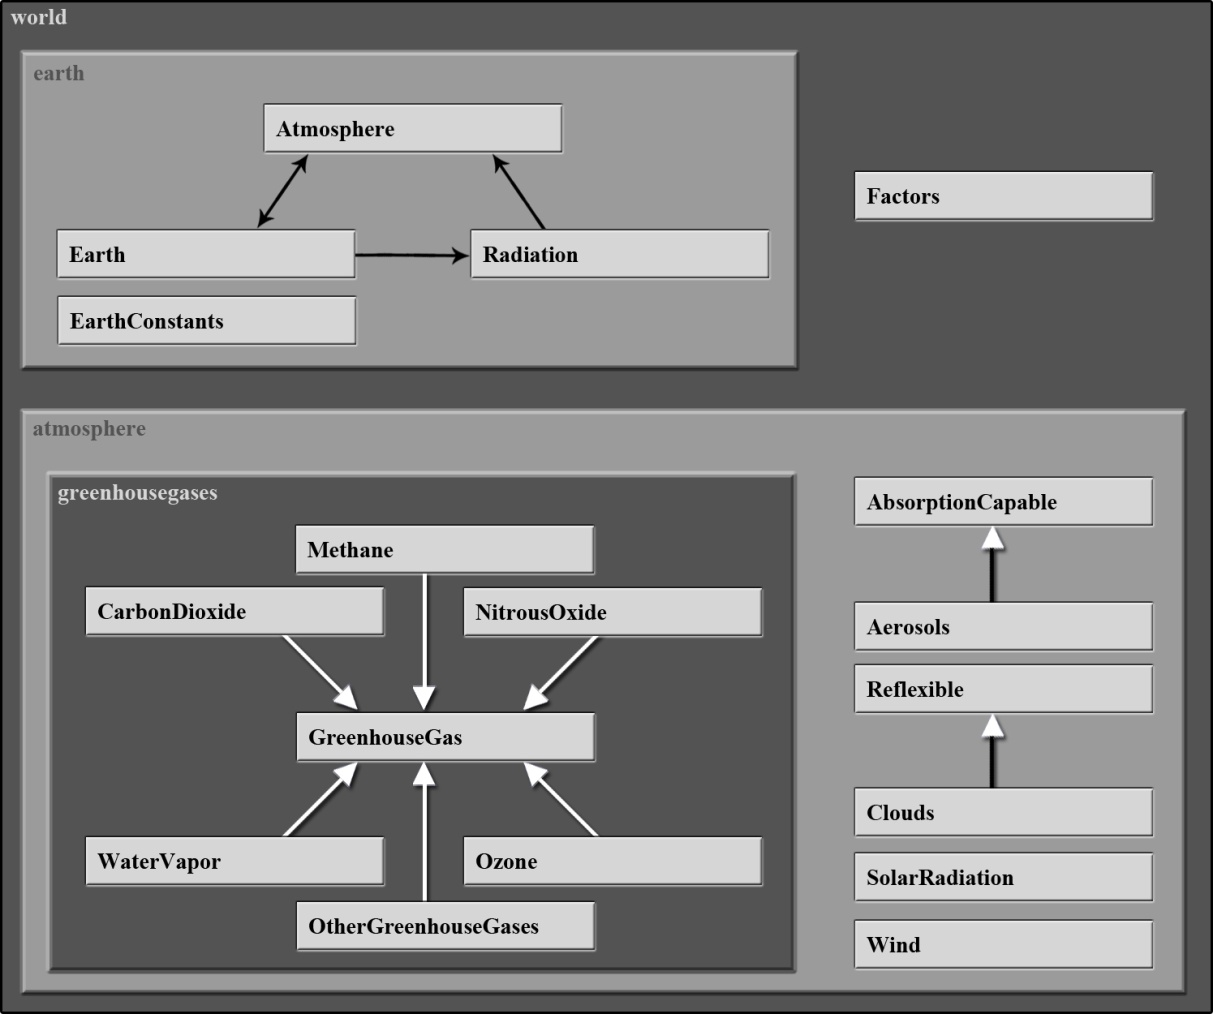 world
earth
Atmosphere
Factors
Earth
Radiation
EarthConstants
atmosphere
greenhousegases
AbsorptionCapable
Methane
CarbonDioxide
NitrousOxide
Aerosols
Reflexible
GreenhouseGas
Clouds
WaterVapor
Ozone
SolarRadiation
OtherGreenhouseGases
Wind